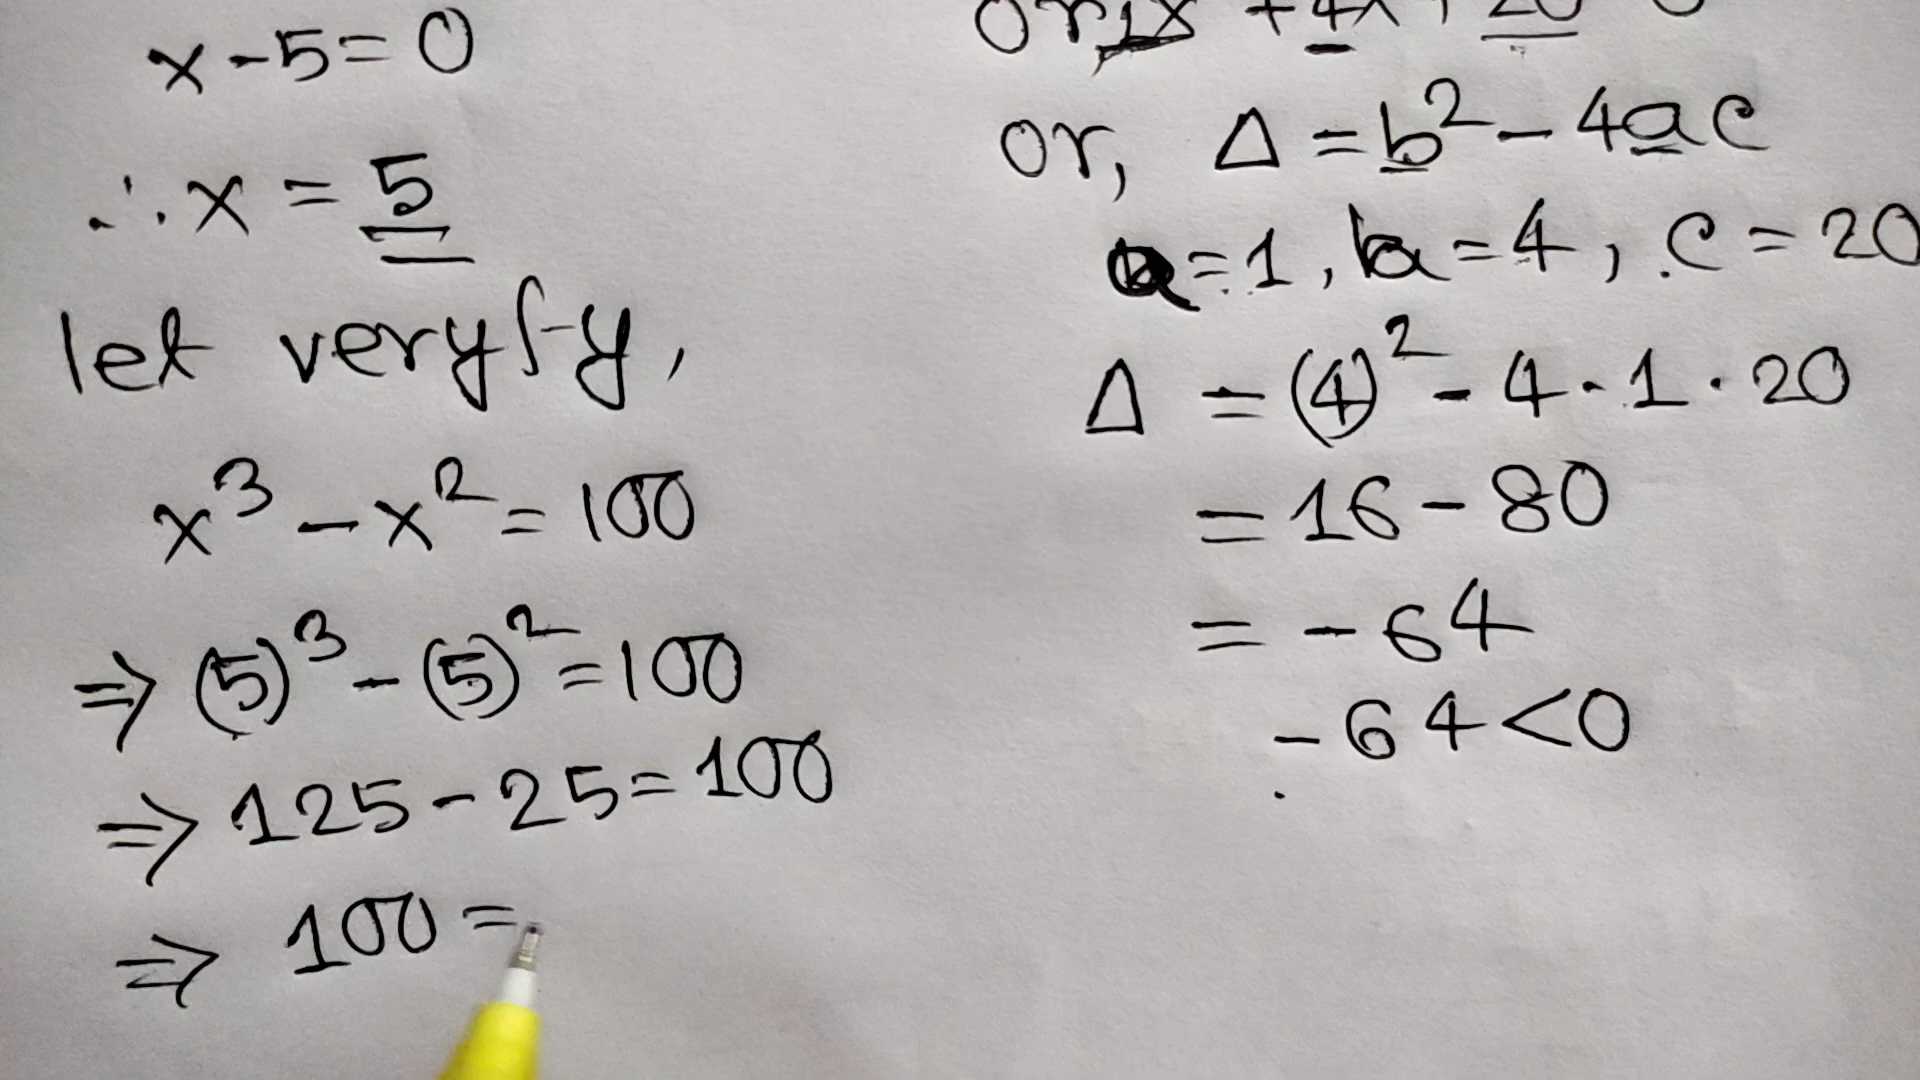 x-5=0
∴x = 5
let veryfy,
x³-x²=100
⇒(5)³-(5)²=100
⇒125-25=100
⇒ 100=
or,
or, Δ=b²-4ac
a=1, b=4, c=20
Δ =(4)²-4·1·20
=16-80
=-64
-64<0